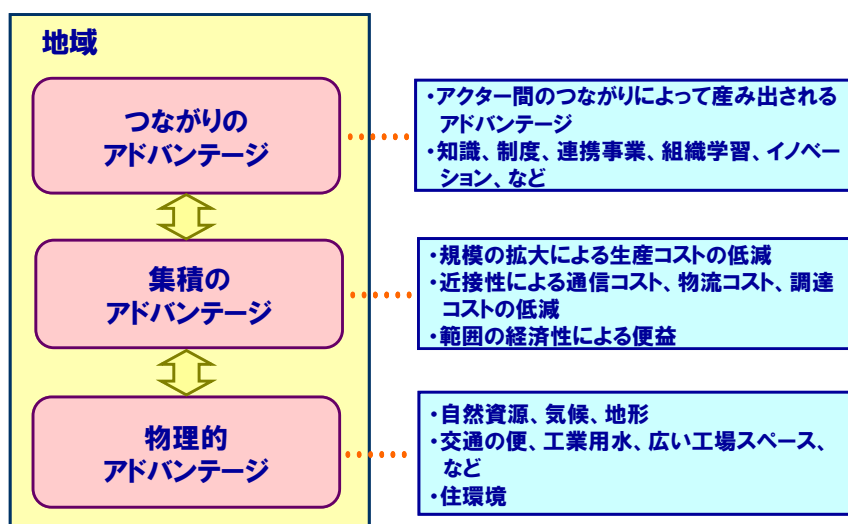 地域
つながりの
アドバンテージ
・アクター間のつながりによって産み出される
アドバンテージ
・知識、制度、連携事業、組織学習、イノベー
ション、など
集積の
アドバンテージ
・規模の拡大による生産コストの低減
・近接性による通信コスト、物流コスト、調達
コストの低減
・範囲の経済性による便益
物理的
アドバンテージ
・自然資源、気候、地形
・交通の便、工業用水、広い工場スペース、
など
・住環境